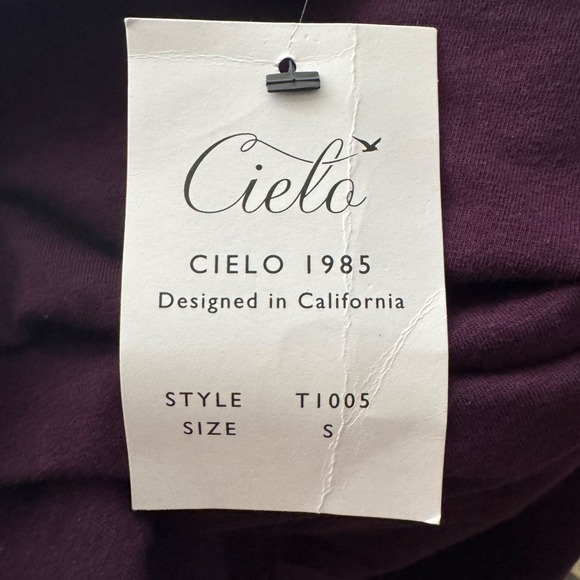 Cielo
CIELO 1985
Designed in California
STYLE T1005
SIZE S